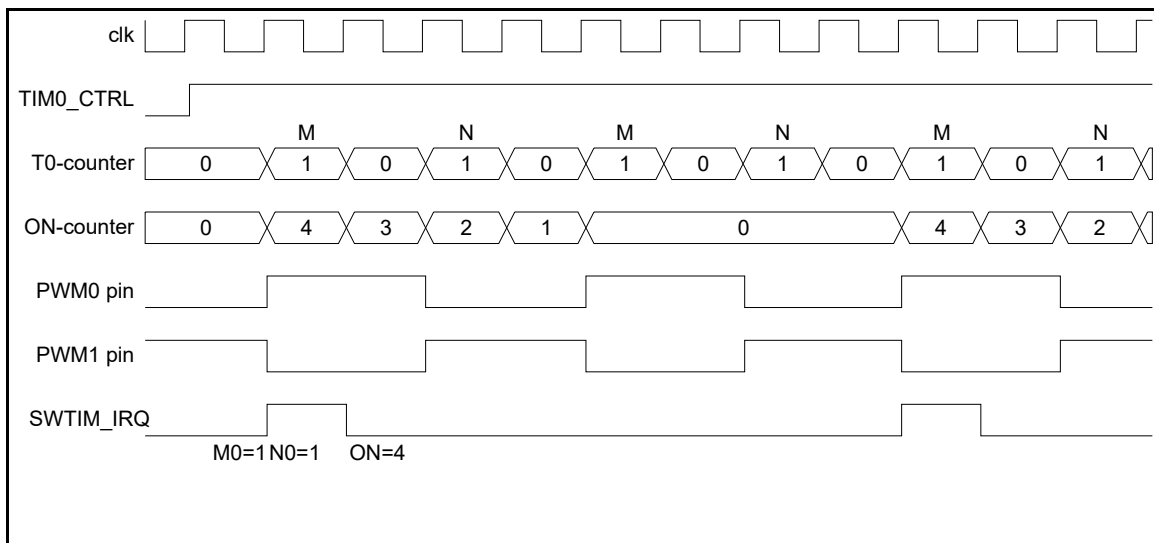 clk
TIM0_CTRL
M N M N M N
T0-counter 0 1 0 1 0 1 0 1 0 1 0 1
ON-counter 0 4 3 2 1 0 4 3 2
PWM0 pin
PWM1 pin
SWTIM_IRQ
M0=1 N0=1 ON=4